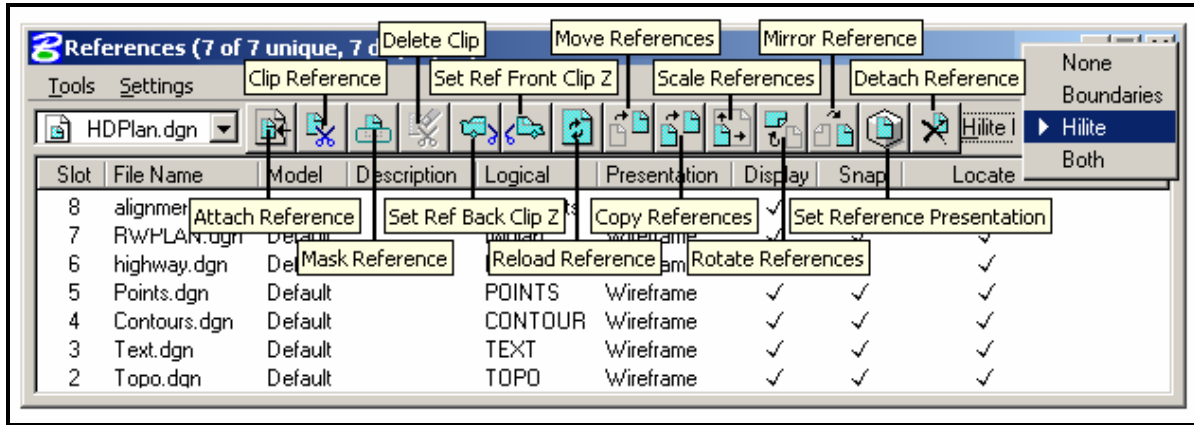 References (7 of 7 unique, 7 d
Delete Clip
Move References
Mirror Reference
Clip Reference
Set Ref Front Clip Z
Scale References
Detach Reference
None
Boundaries
Hilite
Both
Tools Settings
HDPlan.dgn
Hilite
Slot File Name Model Description Logical Presentation Display Snap Locate
8
Attach Reference
Set Ref Back Clip Z
Copy References
Set Reference Presentation
7 RWPLAN.dgn Default Wireframe
Mask Reference
Reload Reference
Rotate References
6 highway.dgn
5 Points.dgn Default POINTS Wireframe ✓ ✓ ✓
4 Contours.dgn Default CONTOUR Wireframe ✓ ✓ ✓
3 Text.dgn Default TEXT Wireframe ✓ ✓ ✓
2 Topo.dgn Default TOPO Wireframe ✓ ✓ ✓